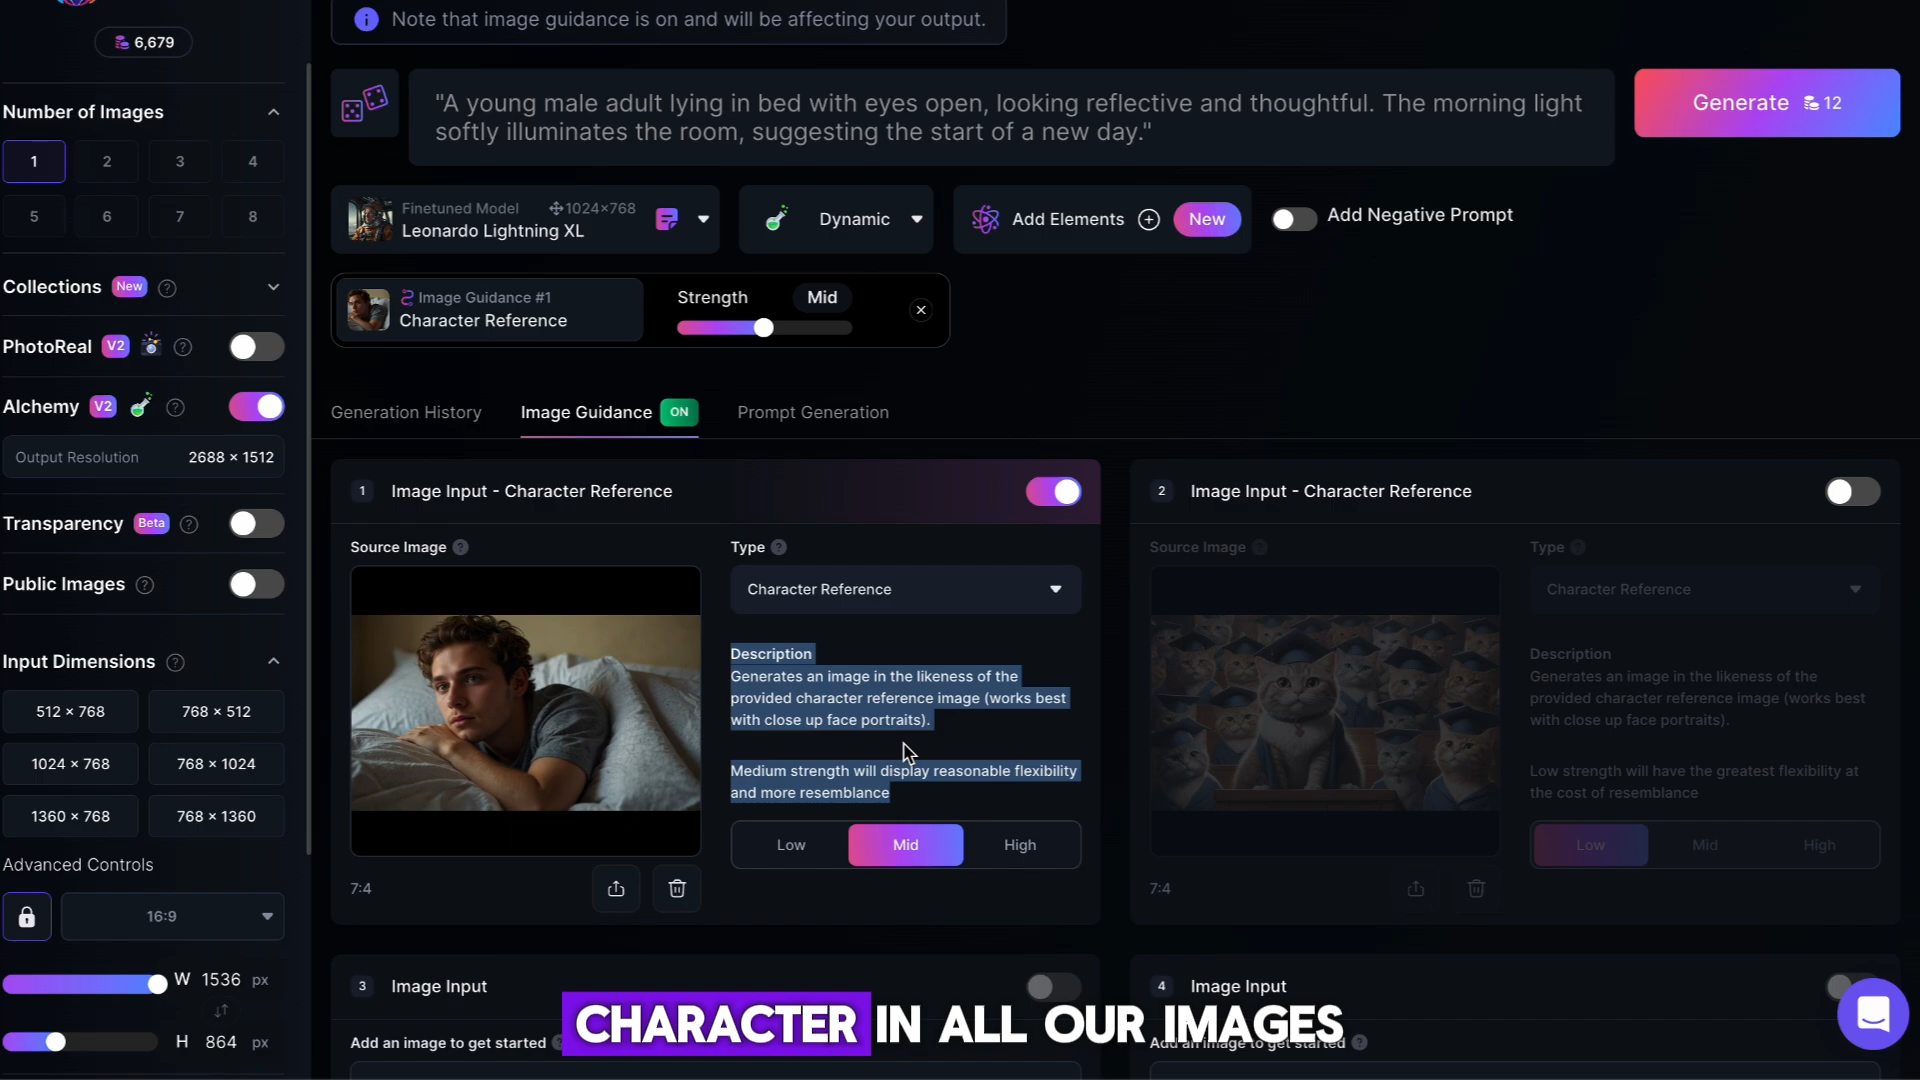 Note that image guidance is on and will be affecting your output.
6,679
Number of Images
1 2 3 4
5 6 7 8
Collections New
PhotoReal V2
Alchemy V2
Output Resolution 2688 × 1512
Transparency Beta
Public Images
Input Dimensions
512 × 768 768 × 512
1024 × 768 768 × 1024
1360 × 768 768 × 1360
Advanced Controls
16:9
W 1536 px
H 864 px
"A young male adult lying in bed with eyes open, looking reflective and thoughtful. The morning light
softly illuminates the room, suggesting the start of a new day."
Generate 12
Finetuned Model 1024×768
Leonardo Lightning XL
Dynamic
Add Elements New
Add Negative Prompt
Image Guidance #1
Character Reference
Strength Mid
Generation History Image Guidance ON Prompt Generation
1 Image Input - Character Reference
Source Image ?
Type ?
Character Reference
Description
Generates an image in the likeness of the
provided character reference image (works best
with close up face portraits).
Medium strength will display reasonable flexibility
and more resemblance
Low Mid High
7:4
2 Image Input - Character Reference
Source Image ?
Type ?
Character Reference
Description
Generates an image in the likeness of the
provided character reference image (works best
with close up face portraits).
Low strength will have the greatest flexibility at
the cost of resemblance
Low Mid High
7:4
3 Image Input
Add an image to get started
4 Image Input
Add an image to get started ?
CHARACTER IN ALL OUR IMAGES